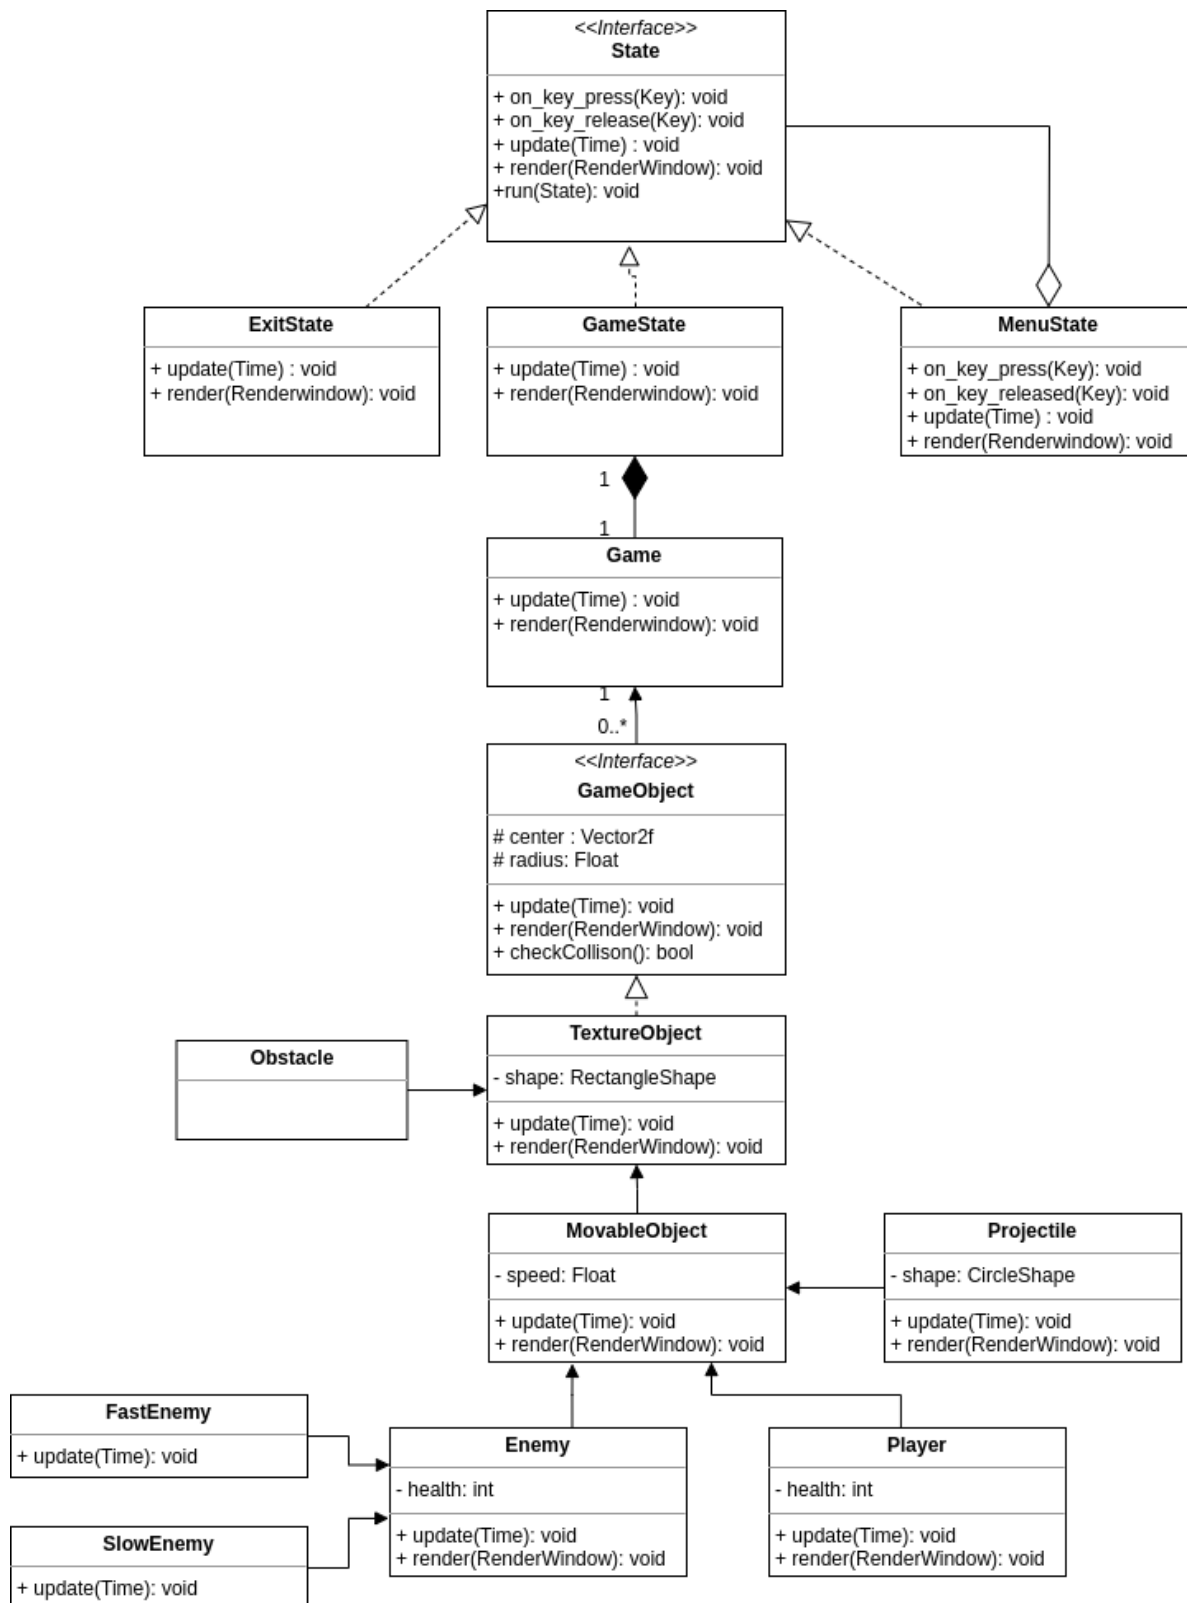 <<Interface>>
State
+ on_key_press(Key): void
+ on_key_release(Key): void
+ update(Time) : void
+ render(RenderWindow): void
+run(State): void
ExitState
+ update(Time) : void
+ render(Renderwindow): void
GameState
+ update(Time) : void
+ render(Renderwindow): void
MenuState
+ on_key_press(Key): void
+ on_key_released(Key): void
+ update(Time) : void
+ render(Renderwindow): void
1
1
Game
+ update(Time) : void
+ render(Renderwindow): void
1
0..*
<<Interface>>
GameObject
# center : Vector2f
# radius: Float
+ update(Time): void
+ render(RenderWindow): void
+ checkCollison(): bool
Obstacle
TextureObject
- shape: RectangleShape
+ update(Time): void
+ render(RenderWindow): void
MovableObject
- speed: Float
+ update(Time): void
+ render(RenderWindow): void
Projectile
- shape: CircleShape
+ update(Time): void
+ render(RenderWindow): void
FastEnemy
+ update(Time): void
Enemy
- health: int
+ update(Time): void
+ render(RenderWindow): void
Player
- health: int
+ update(Time): void
+ render(RenderWindow): void
SlowEnemy
+ update(Time): void